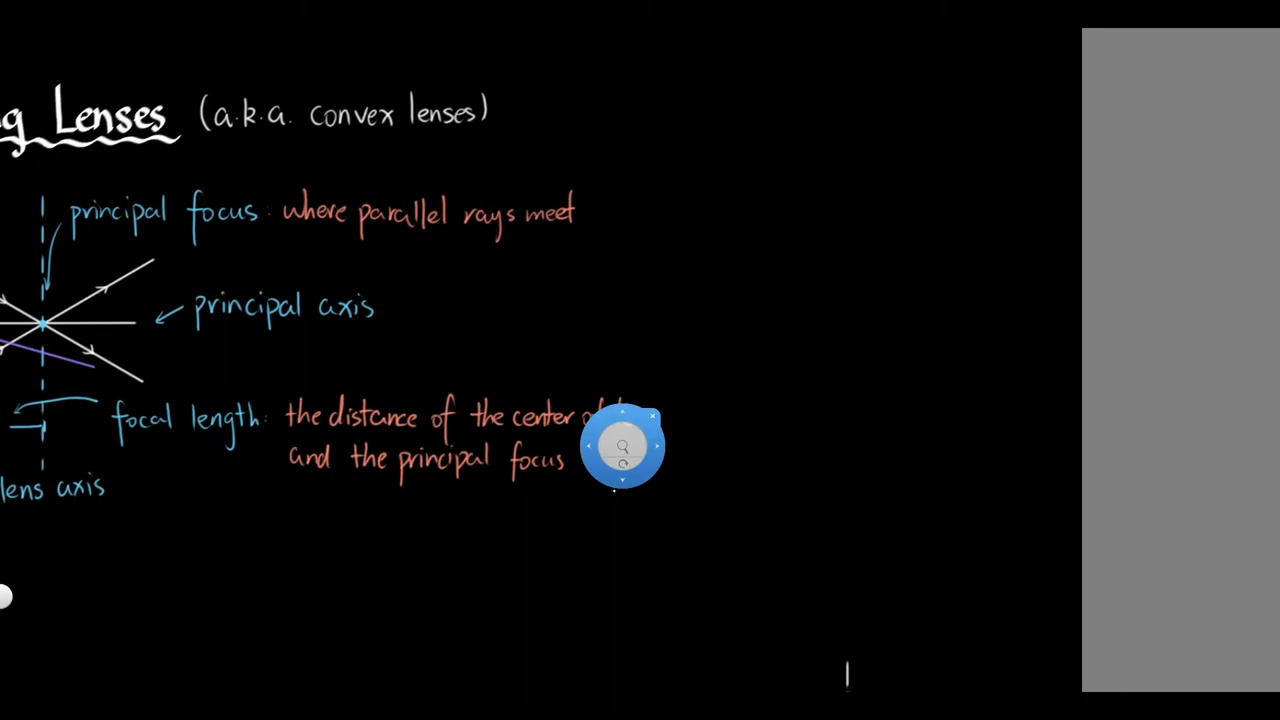 g Lenses (a.k.a. convex lenses)
principal focus: where parallel rays meet
principal axis
focal length: the distance of the center
and the principal focus
lens axis